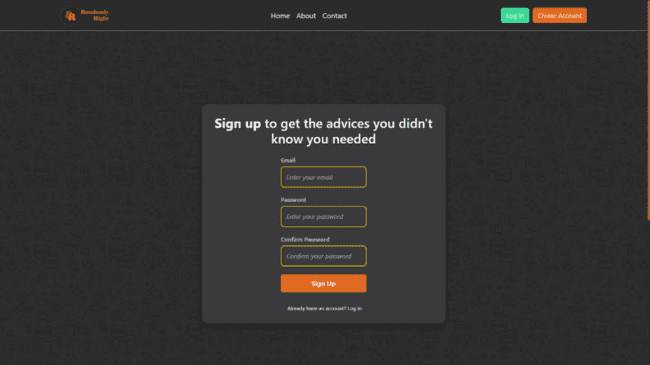 Randomly
Right
Home About Contact
Log In Create Account
Sign up to get the advices you didn't
know you needed
Email
Enter your email
Password
Enter your password
Confirm Password
Confirm your password
Sign Up
Already have an account? Log in